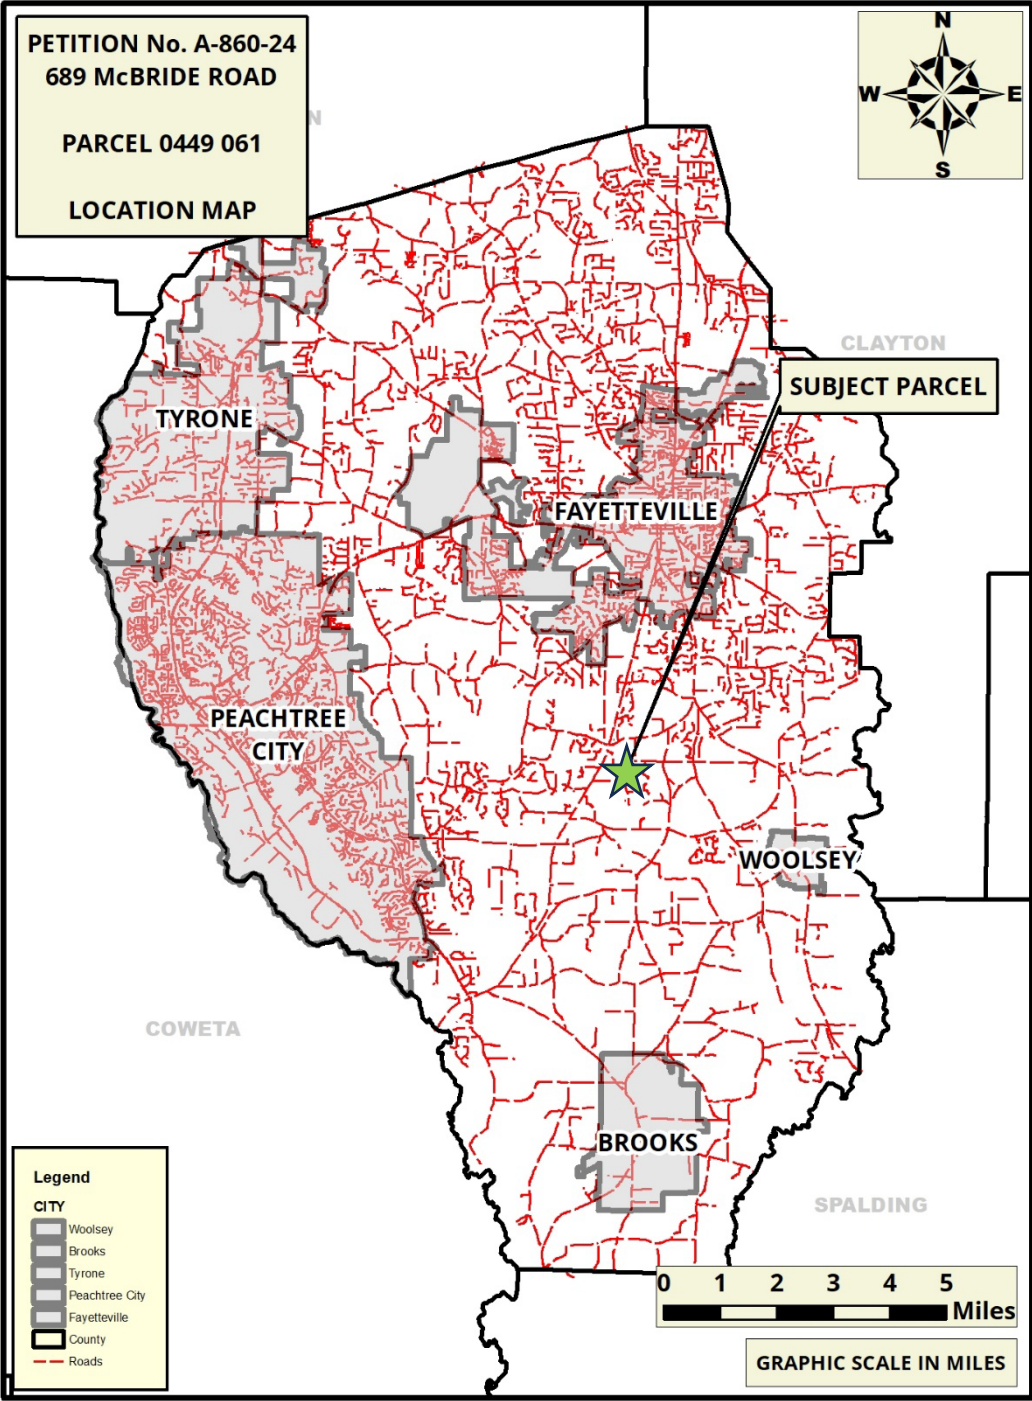 PETITION No. A-860-24
689 McBRIDE ROAD
PARCEL 0449 061
LOCATION MAP
N
W
E
S
N
CLAYTON
SUBJECT PARCEL
TYRONE
FAYETTEVILLE
PEACHTREE
CITY
WOOLSEY
COWETA
BROOKS
SPALDING
Legend
CITY
Woolsey
Brooks
Tyrone
Peachtree City
Fayetteville
County
Roads
0 1 2 3 4 5
Miles
GRAPHIC SCALE IN MILES